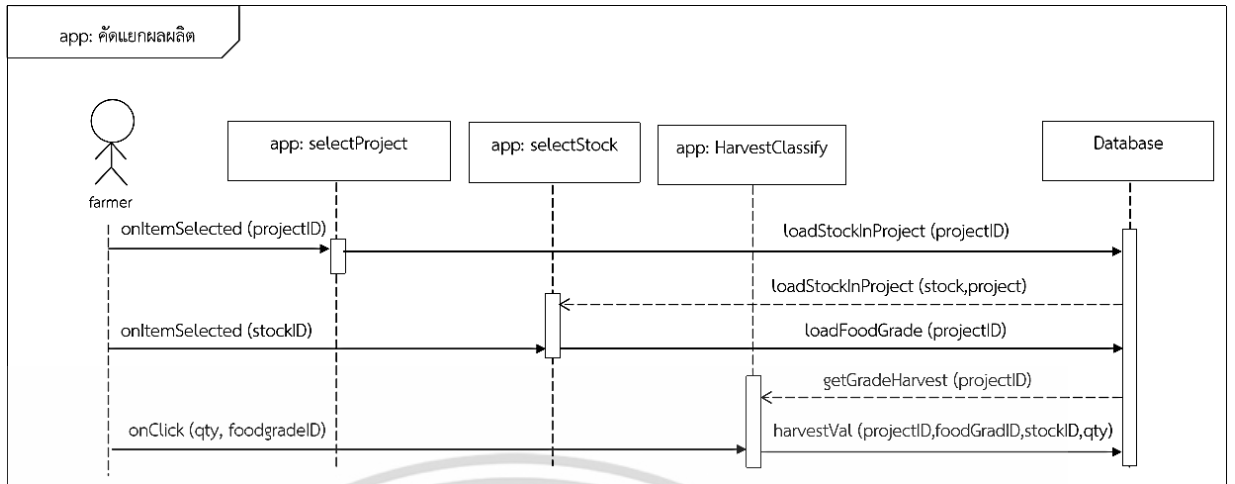 app: คัดแยกผลผลิต
app: selectProject
app: selectStock
app: HarvestClassify
Database
farmer
onItemSelected (projectID)
loadStockInProject (projectID)
loadStockInProject (stock,project)
onItemSelected (stockID)
loadFoodGrade (projectID)
getGradeHarvest (projectID)
onClick (qty, foodgradeID)
harvestVal (projectID,foodGradID,stockID,qty)